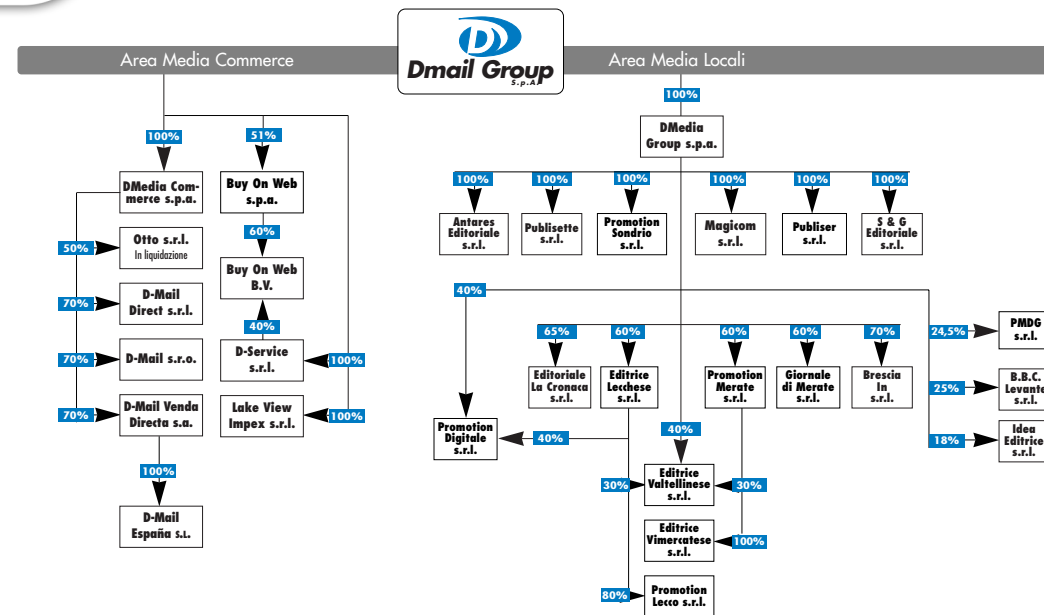 Area Media Commerce
Dmail Group
S.p.A.
Area Media Locali
100%
DMedia
Group s.p.a.
100%
51%
DMedia Com-
merce s.p.a.
Buy On Web
s.p.a.
50%
Otto s.r.l.
In liquidazione
60%
Buy On Web
B.V.
70%
D-Mail
Direct s.r.l.
40%
70%
D-Mail s.r.o.
D-Service
s.r.l.
100%
70%
D-Mail Venda
Directa s.a.
Lake View
Impex s.r.l.
100%
100%
D-Mail
España S.L.
100%
100%
100%
100%
100%
100%
Antares
Editoriale
s.r.l.
Publisette
s.r.l.
Promotion
Sondrio
s.r.l.
Magicom
s.r.l.
Publiser
s.r.l.
S & G
Editoriale
s.r.l.
40%
65%
60%
60%
60%
70%
24,5%
PMDG
s.r.l.
Editoriale
La Cronaca
s.r.l.
Editrice
Lecchese
s.r.l.
Promotion
Merate
s.r.l.
Giornale
di Merate
s.r.l.
Brescia
In
s.r.l.
25%
B.B.C.
Levante
s.r.l.
Promotion
Digitale
s.r.l.
40%
40%
18%
Idea
Editrice
s.r.l.
30%
Editrice
Valtellinese
s.r.l.
30%
Editrice
Vimercatese
s.r.l.
100%
80%
Promotion
Lecco s.r.l.